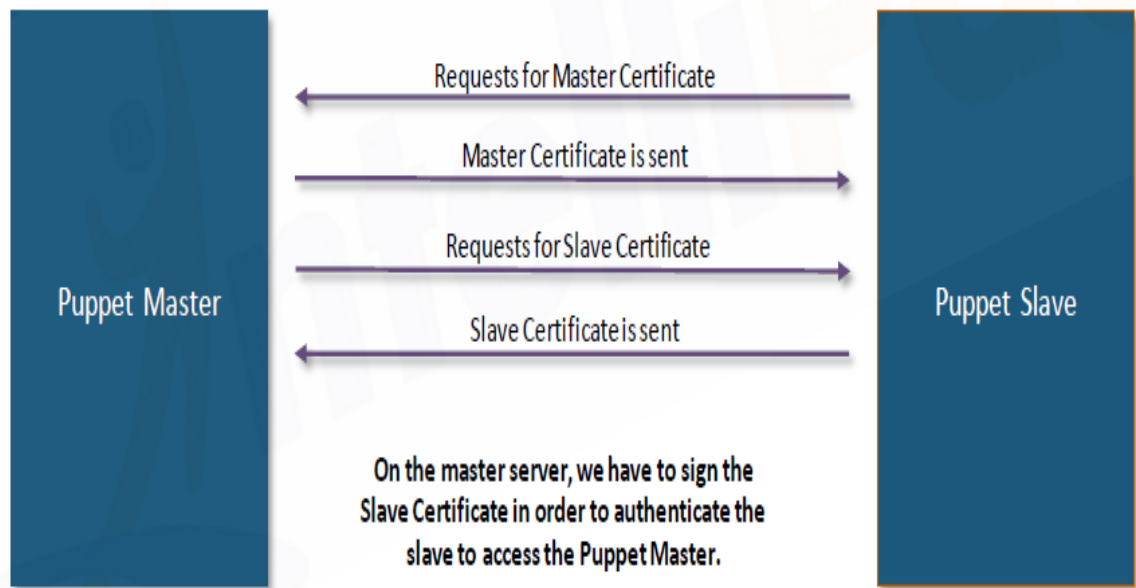 Requests for Master Certificate
Master Certificate is sent
Requests for Slave Certificate
Puppet Master
Puppet Slave
Slave Certificate is sent
On the master server, we have to sign the
Slave Certificate in order to authenticate the
slave to access the Puppet Master.